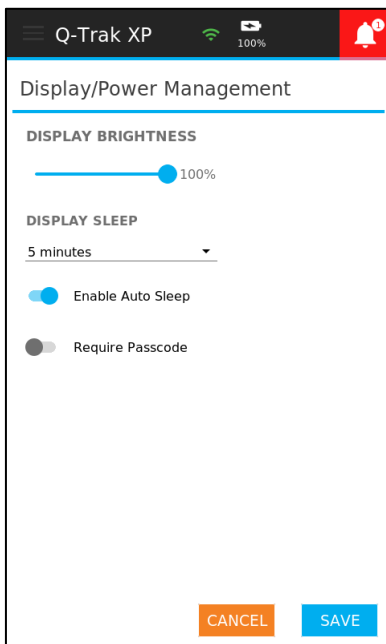 Q-Trak XP
100%
1
Display/Power Management
DISPLAY BRIGHTNESS
100%
DISPLAY SLEEP
5 minutes
Enable Auto Sleep
Require Passcode
CANCEL SAVE